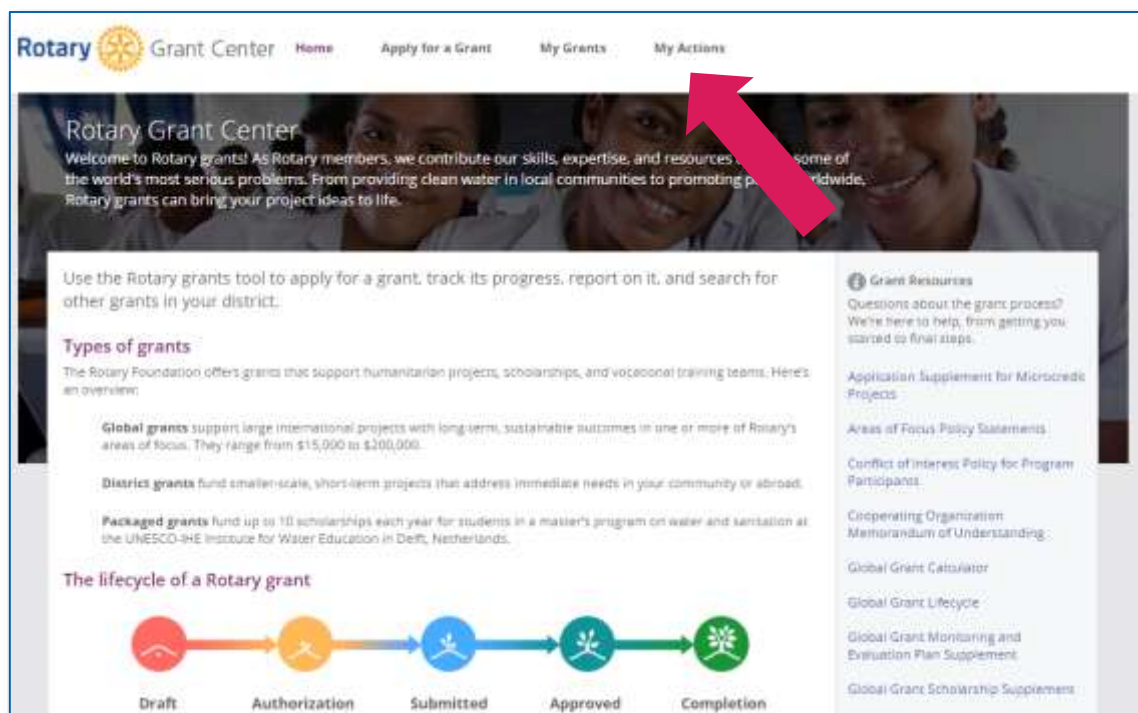 Rotary Grant Center Home Apply for a Grant My Grants My Actions
Rotary Grant Center
Welcome to Rotary grants! As Rotary members, we contribute our skills, expertise, and resources some of
the world's most serious problems. From providing clean water in local communities to promoting
Rotary grants can bring your project ideas to life.
Use the Rotary grants tool to apply for a grant, track its progress, report on it, and search for
other grants in your district.
Types of grants
The Rotary Foundation offers grants that support humanitarian projects, scholarships, and vocational training teams. Here's
an overview:
Global grants support large international projects with long-term, sustainable outcomes in one or more of Rotary's
areas of focus. They range from $15,000 to $200,000.
District grants fund smaller-scale, short-term projects that address immediate needs in your community or abroad.
Packaged grants fund up to 10 scholarships each year for students in a master's program on water and sanitation at
the UNESCO-IHE Institute for Water Education in Delft, Netherlands.
The lifecycle of a Rotary grant
Draft Authorization Submitted Approved Completion
Grant Resources
Questions about the grant process?
We're here to help, from getting you
started to final steps.
Application Supplement for Microcredit
Projects
Areas of Focus Policy Statements
Conflict of Interest Policy for Program
Participants
Cooperating Organization
Memorandum of Understanding
Global Grant Calculator
Global Grant Lifecycle
Global Grant Monitoring and
Evaluation Plan Supplement
Global Grant Scholarship Supplement